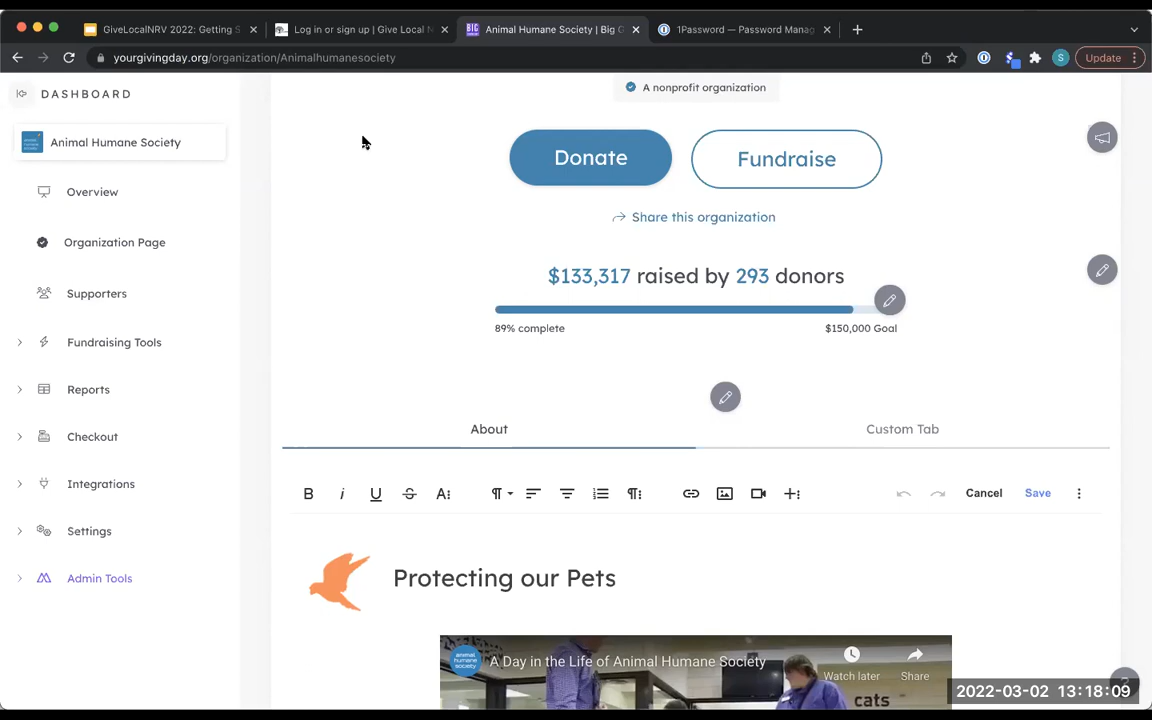 GiveLocalNRV 2022: Getting S
Log in or sign up | Give Local N
Animal Humane Society | Big G
1Password — Password Manag
yourgivingday.org/organization/Animalhumanesociety
S
Update
DASHBOARD
Animal Humane Society
Overview
Organization Page
Supporters
Fundraising Tools
Reports
Checkout
Integrations
Settings
Admin Tools
A nonprofit organization
Donate
Fundraise
Share this organization
$133,317 raised by 293 donors
89% complete
$150,000 Goal
About
Custom Tab
B i U S A
Cancel
Save
Protecting our Pets
animal humane society
A Day in the Life of Animal Humane Society
Watch later
Share
cats
2022-03-02 13:18:09